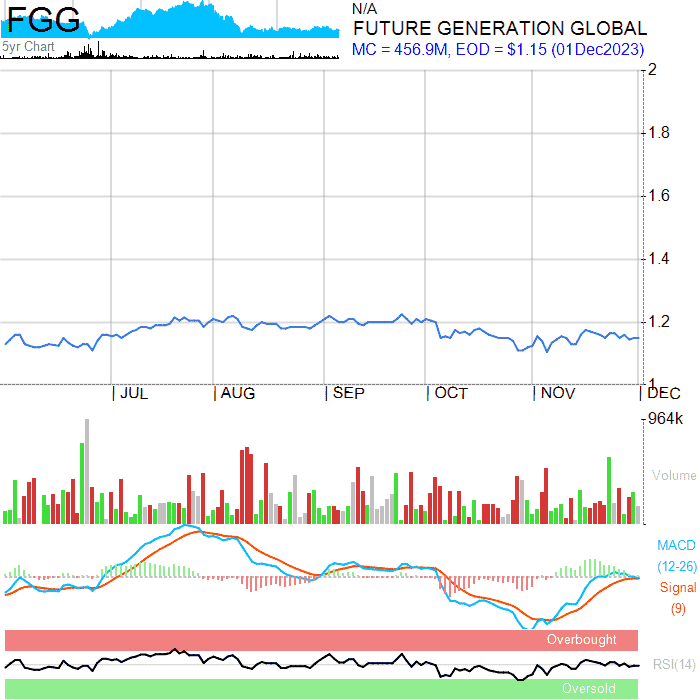 FGG
5yr Chart
N/A
FUTURE GENERATION GLOBAL
MC = 456.9M, EOD = $1.15 (01Dec2023)
2
1.8
1.6
1.4
1.2
1
JUL AUG SEP OCT NOV DEC
964k
Volume
MACD
(12-26)
Signal
(9)
Overbought
RSI(14)
Oversold